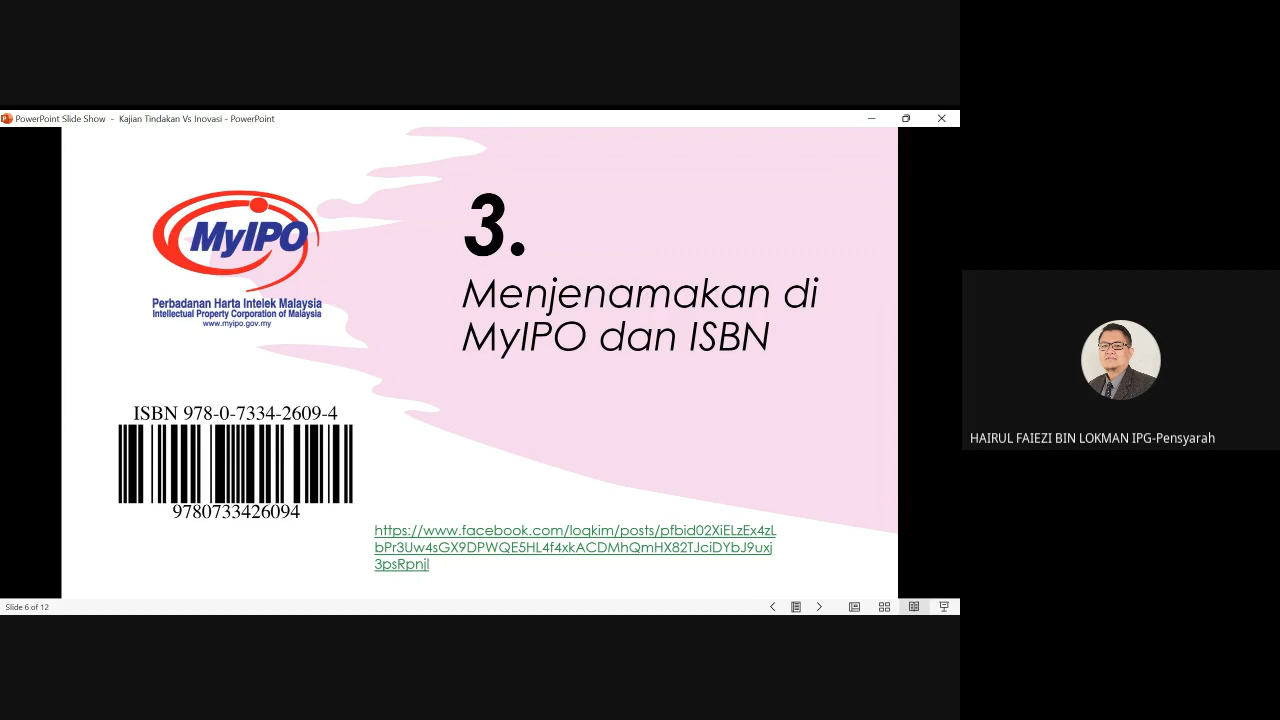 PowerPoint Slide Show - Kajian Tindakan Vs Inovasi - PowerPoint
MyIPO
Perbadanan Harta Intelek Malaysia
Intellectual Property Corporation of Malaysia
www.myipo.gov.my
3.
Menjenamakan di
MyIPO dan ISBN
ISBN 978-0-7334-2609-4
9780733426094
https://www.facebook.com/loqkim/posts/pfbid02XiELzEx4zL
bPr3Uw4sGX9DPWQE5HL4f4xkACDMhQmHX82TJciDYbJ9uxj
3psRpnjl
HAIRUL FAIEZI BIN LOKMAN IPG-Pensyarah
Slide 6 of 12